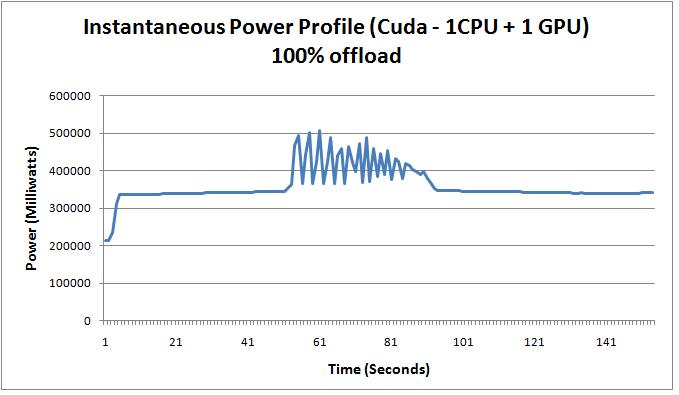 Instantaneous Power Profile (Cuda - 1CPU + 1 GPU)
100% offload
600000
500000
400000
300000
200000
100000
0
Power (Milliwatts)
1 21 41 61 81 101 121 141
Time (Seconds)